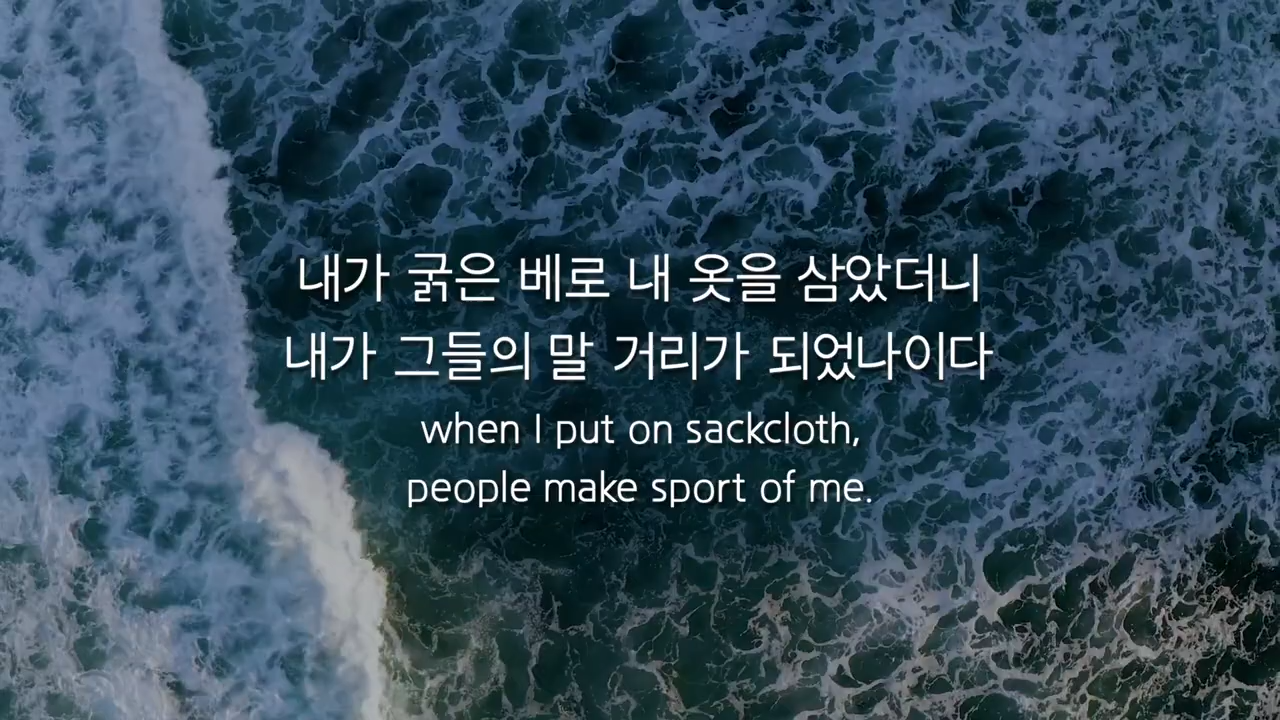 내가 굵은 베로 내 옷을 삼았더니
내가 그들의 말 거리가 되었나이다
when I put on sackcloth,
people make sport of me.